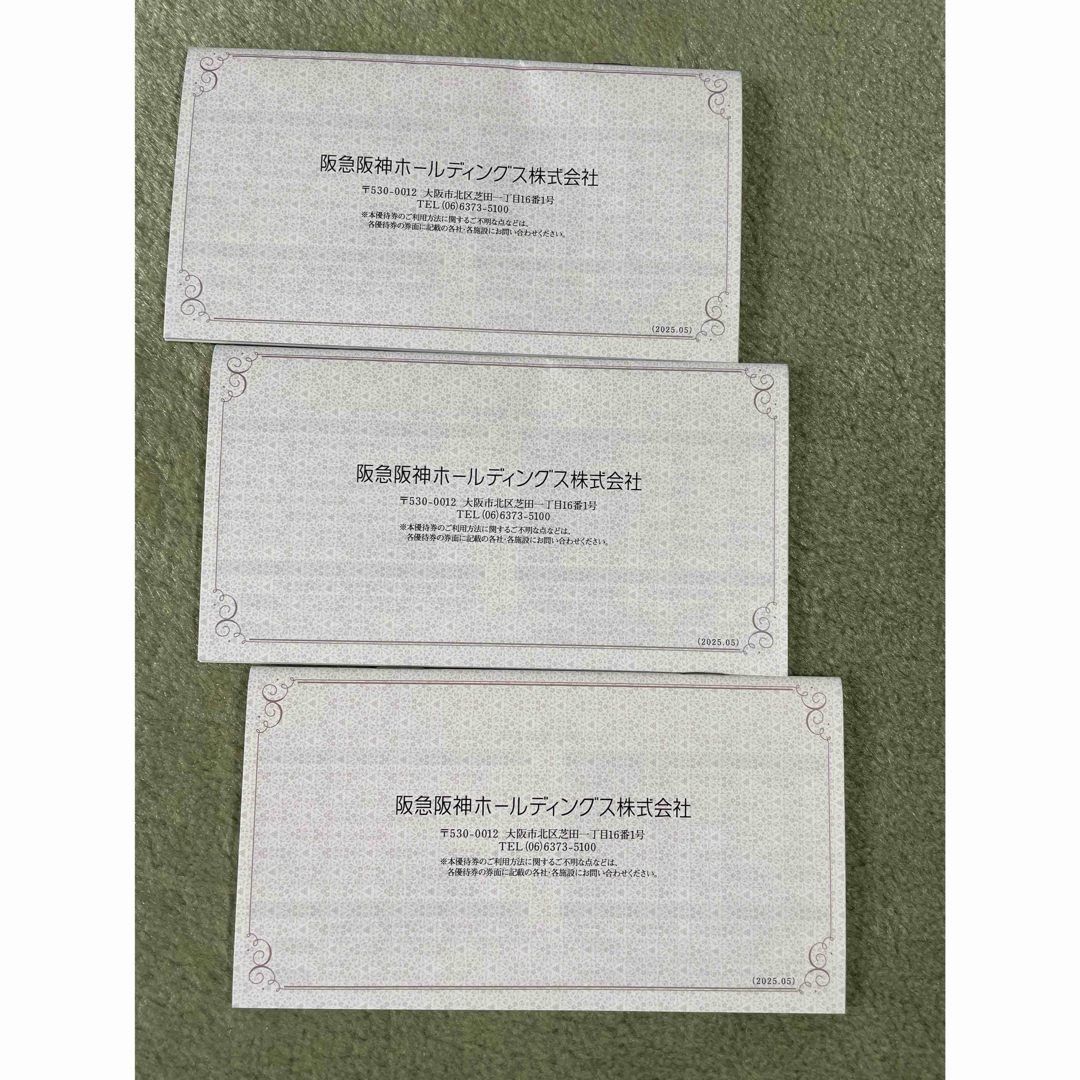 阪急阪神ホールディングス株式会社
〒530-0012 大阪市北区芝田一丁目16番1号
TEL(06)6373-5100
※本優待券のご利用方法に関するご不明な点などは、
各優待券の券面に記載の各社・各施設にお問い合わせください。
(2025.05)
阪急阪神ホールディングス株式会社
〒530-0012 大阪市北区芝田一丁目16番1号
TEL(06)6373-5100
※本優待券のご利用方法に関するご不明な点などは、
各優待券の券面に記載の各社・各施設にお問い合わせください。
(2025.05)
阪急阪神ホールディングス株式会社
〒530-0012 大阪市北区芝田一丁目16番1号
TEL(06)6373-5100
※本優待券のご利用方法に関するご不明な点などは、
各優待券の券面に記載の各社・各施設にお問い合わせください。
(2025.05)